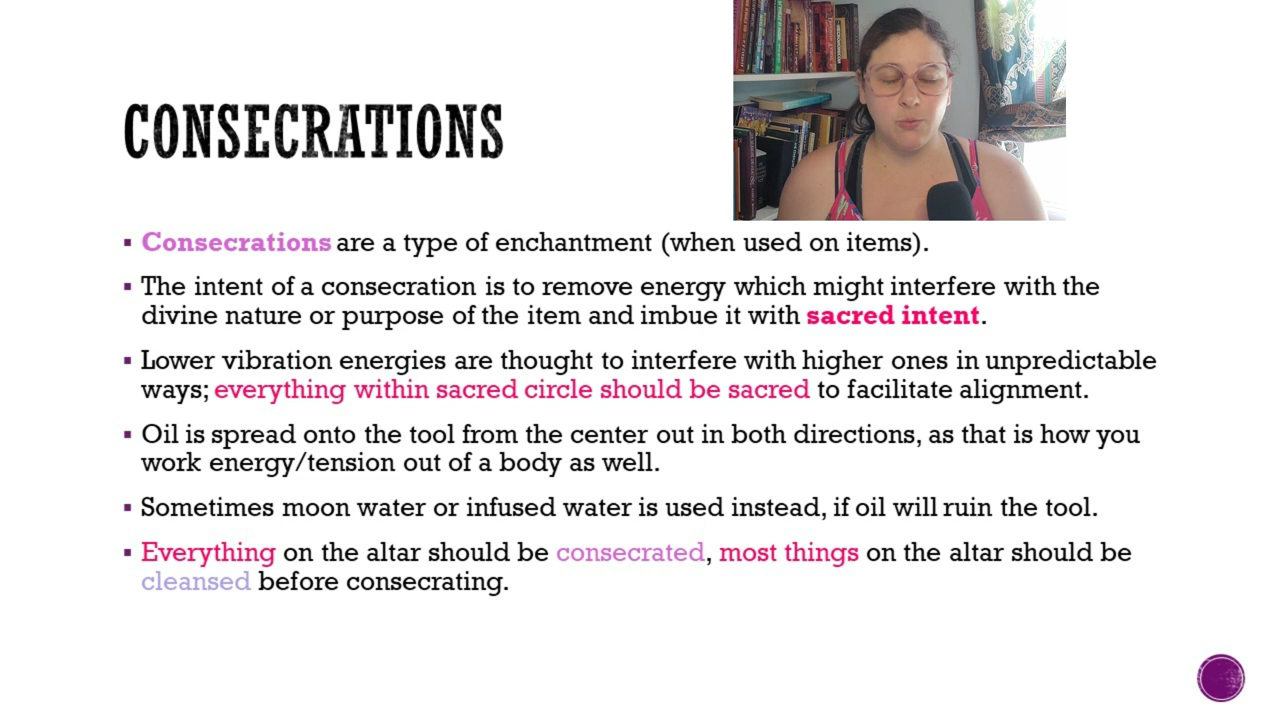 CONSECRATIONS
▪ Consecrations are a type of enchantment (when used on items).
▪ The intent of a consecration is to remove energy which might interfere with the
divine nature or purpose of the item and imbue it with sacred intent.
▪ Lower vibration energies are thought to interfere with higher ones in unpredictable
ways; everything within sacred circle should be sacred to facilitate alignment.
▪ Oil is spread onto the tool from the center out in both directions, as that is how you
work energy/tension out of a body as well.
▪ Sometimes moon water or infused water is used instead, if oil will ruin the tool.
▪ Everything on the altar should be consecrated, most things on the altar should be
cleansed before consecrating.